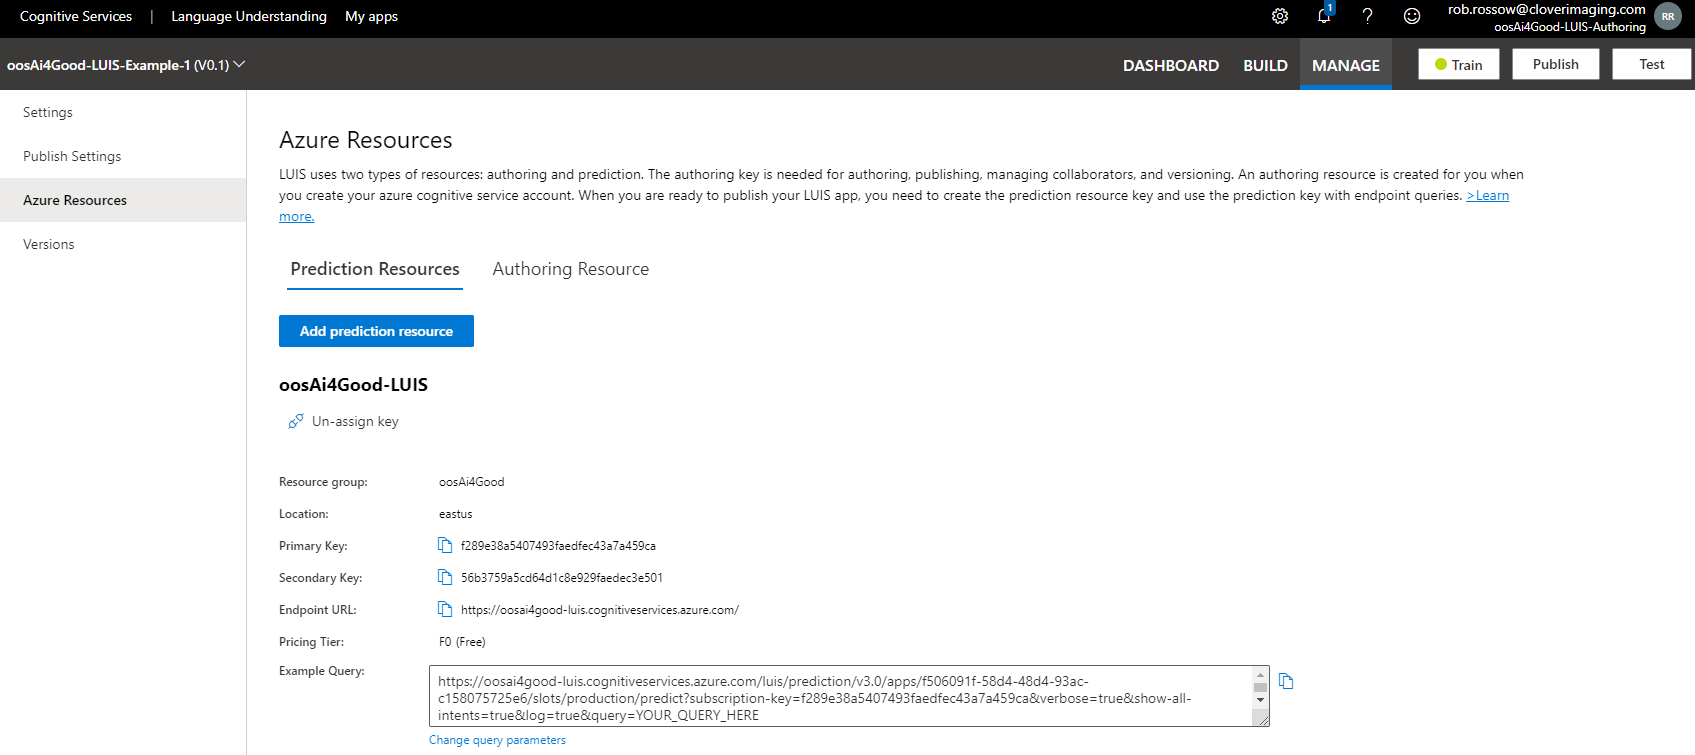 Cognitive Services | Language Understanding My apps
1
rob.rossow@cloverimaging.com
oosAi4Good-LUIS-Authoring
RR
oosAi4Good-LUIS-Example-1 (V0.1)
DASHBOARD BUILD MANAGE Train Publish Test
Settings
Publish Settings
Azure Resources
Versions
Azure Resources
LUIS uses two types of resources: authoring and prediction. The authoring key is needed for authoring, publishing, managing collaborators, and versioning. An authoring resource is created for you when
you create your azure cognitive service account. When you are ready to publish your LUIS app, you need to create the prediction resource key and use the prediction key with endpoint queries. >Learn
more.
Prediction Resources Authoring Resource
Add prediction resource
oosAi4Good-LUIS
Un-assign key
Resource group: oosAi4Good
Location: eastus
Primary Key: f289e38a5407493faedfec43a7a459ca
Secondary Key: 56b3759a5cd64d1c8e929faedec3e501
Endpoint URL: https://oosai4good-luis.cognitiveservices.azure.com/
Pricing Tier: F0 (Free)
Example Query:
https://oosai4good-luis.cognitiveservices.azure.com/luis/prediction/v3.0/apps/f506091f-58d4-48d4-93ac-
c158075725e6/slots/production/predict?subscription-key=f289e38a5407493faedfec43a7a459ca&verbose=true&show-all-
intents=true&log=true&query=YOUR_QUERY_HERE
Change query parameters